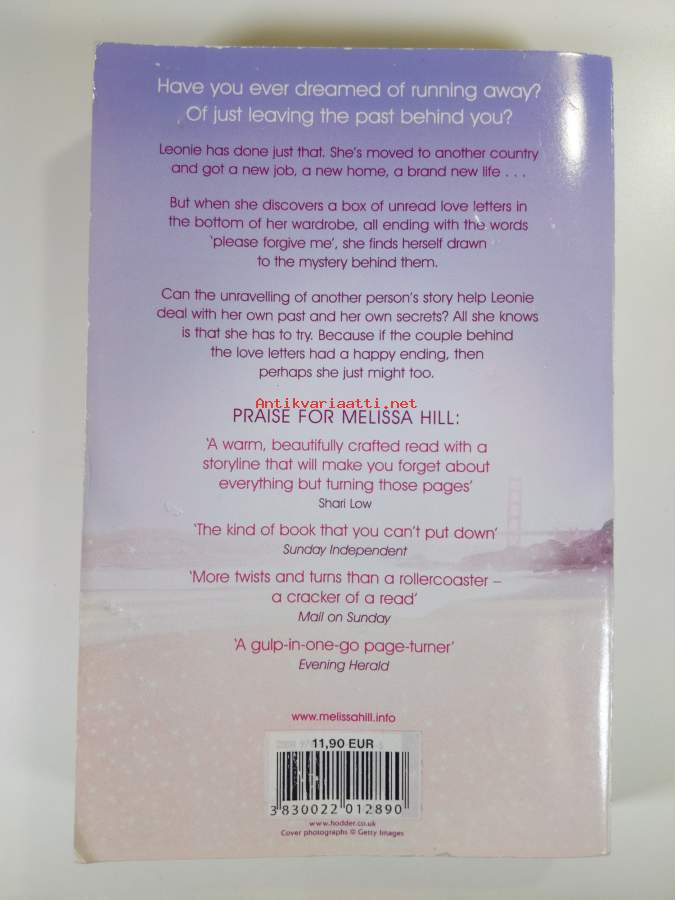 Have you ever dreamed of running away?
Of just leaving the past behind you?
Leonie has done just that. She's moved to another country
and got a new job, a new home, a brand new life . . .
But when she discovers a box of unread love letters in
the bottom of her wardrobe, all ending with the words
'please forgive me', she finds herself drawn
to the mystery behind them.
Can the unravelling of another person's story help Leonie
deal with her own past and her own secrets? All she knows
is that she has to try. Because if the couple behind
the love letters had a happy ending, then
perhaps she just might too.
Antikvariaatti.net
PRAISE FOR MELISSA HILL:
'A warm, beautifully crafted read with a
storyline that will make you forget about
everything but turning those pages'
Shari Low
'The kind of book that you can't put down'
Sunday Independent
'More twists and turns than a rollercoaster –
a cracker of a read'
Mail on Sunday
'A gulp-in-one-go page-turner'
Evening Herald
www.melissahill.info
11,90 EUR
3830022012890
www.hodder.co.uk
Cover photographs © Getty Images